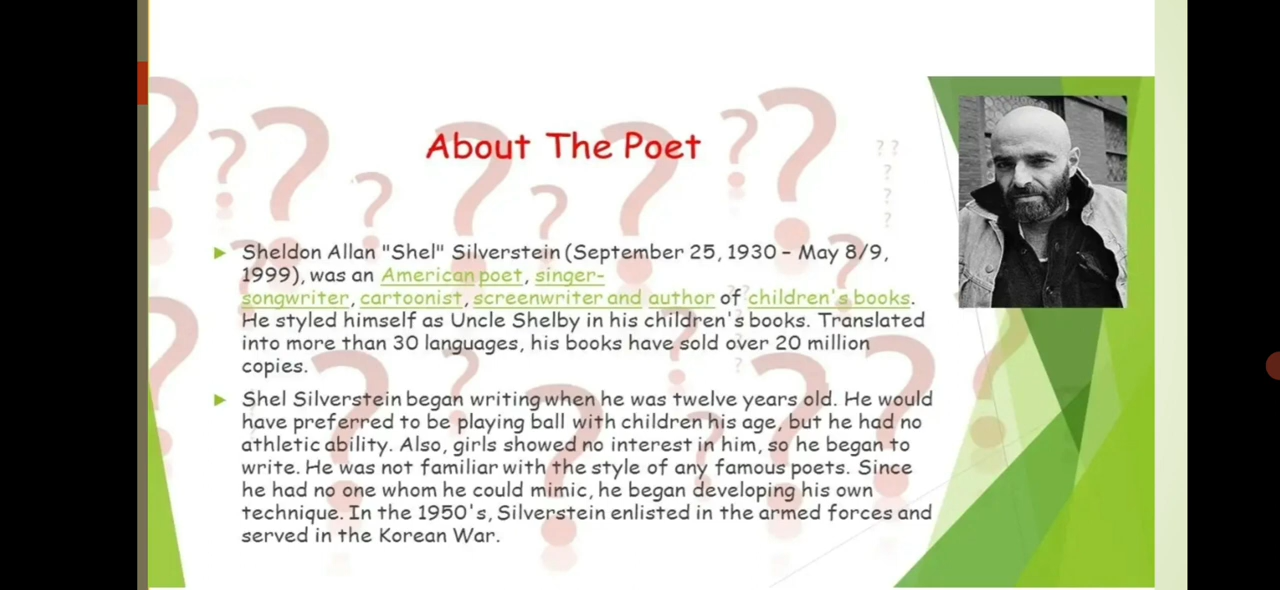 About The Poet
Sheldon Allan "Shel" Silverstein (September 25, 1930 – May 8/9,
1999), was an American poet, singer-
songwriter, cartoonist, screenwriter and author of children's books.
He styled himself as Uncle Shelby in his children's books. Translated
into more than 30 languages, his books have sold over 20 million
copies.
Shel Silverstein began writing when he was twelve years old. He would
have preferred to be playing ball with children his age, but he had no
athletic ability. Also, girls showed no interest in him, so he began to
write. He was not familiar with the style of any famous poets. Since
he had no one whom he could mimic, he began developing his own
technique. In the 1950's, Silverstein enlisted in the armed forces and
served in the Korean War.